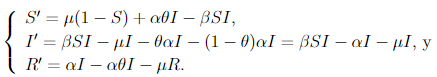 S′ = μ(1 − S) + αθI − βSI,
I′ = βSI − μI − θαI − (1 − θ)αI = βSI − αI − μI, y
R′ = αI − αθI − μR.